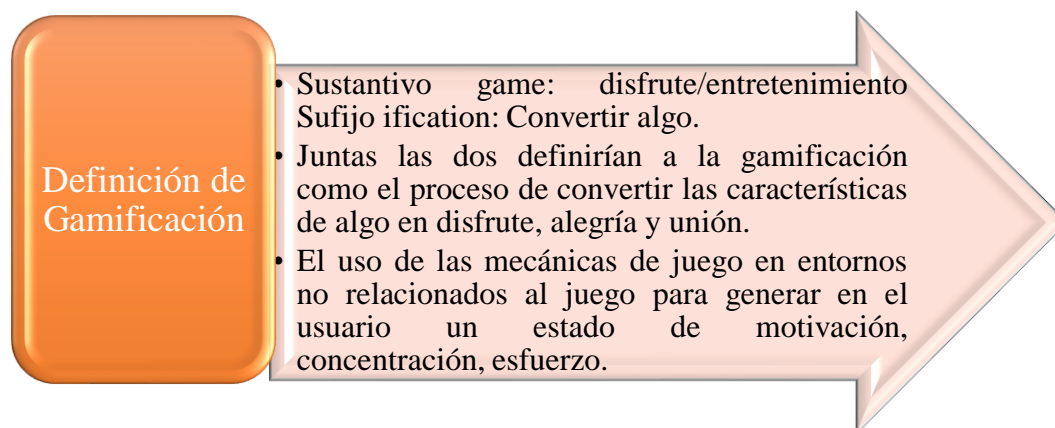 Definición de
Gamificación
• Sustantivo game: disfrute/entretenimiento
Sufijo ification: Convertir algo.
• Juntas las dos definirían a la gamificación
como el proceso de convertir las características
de algo en disfrute, alegría y unión.
• El uso de las mecánicas de juego en entornos
no relacionados al juego para generar en el
usuario un estado de motivación,
concentración, esfuerzo.